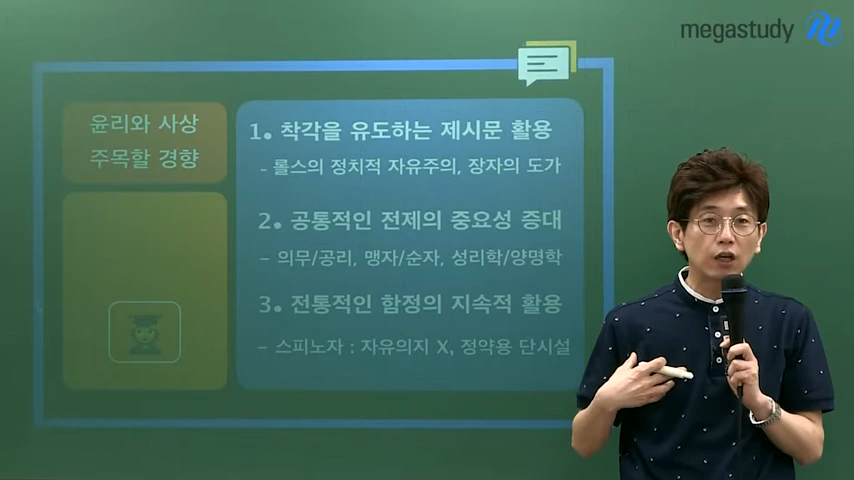 megastudy
윤리와 사상
주목할 경향
1. 착각을 유도하는 제시문 활용
- 롤스의 정치적 자유주의, 장자의 도가
2. 공통적인 전제의 중요성 증대
- 의무/공리, 맹자/순자, 성리학/양명학
3. 전통적인 함정의 지속적 활용
- 스피노자 : 자유의지 X, 정약용 단시설